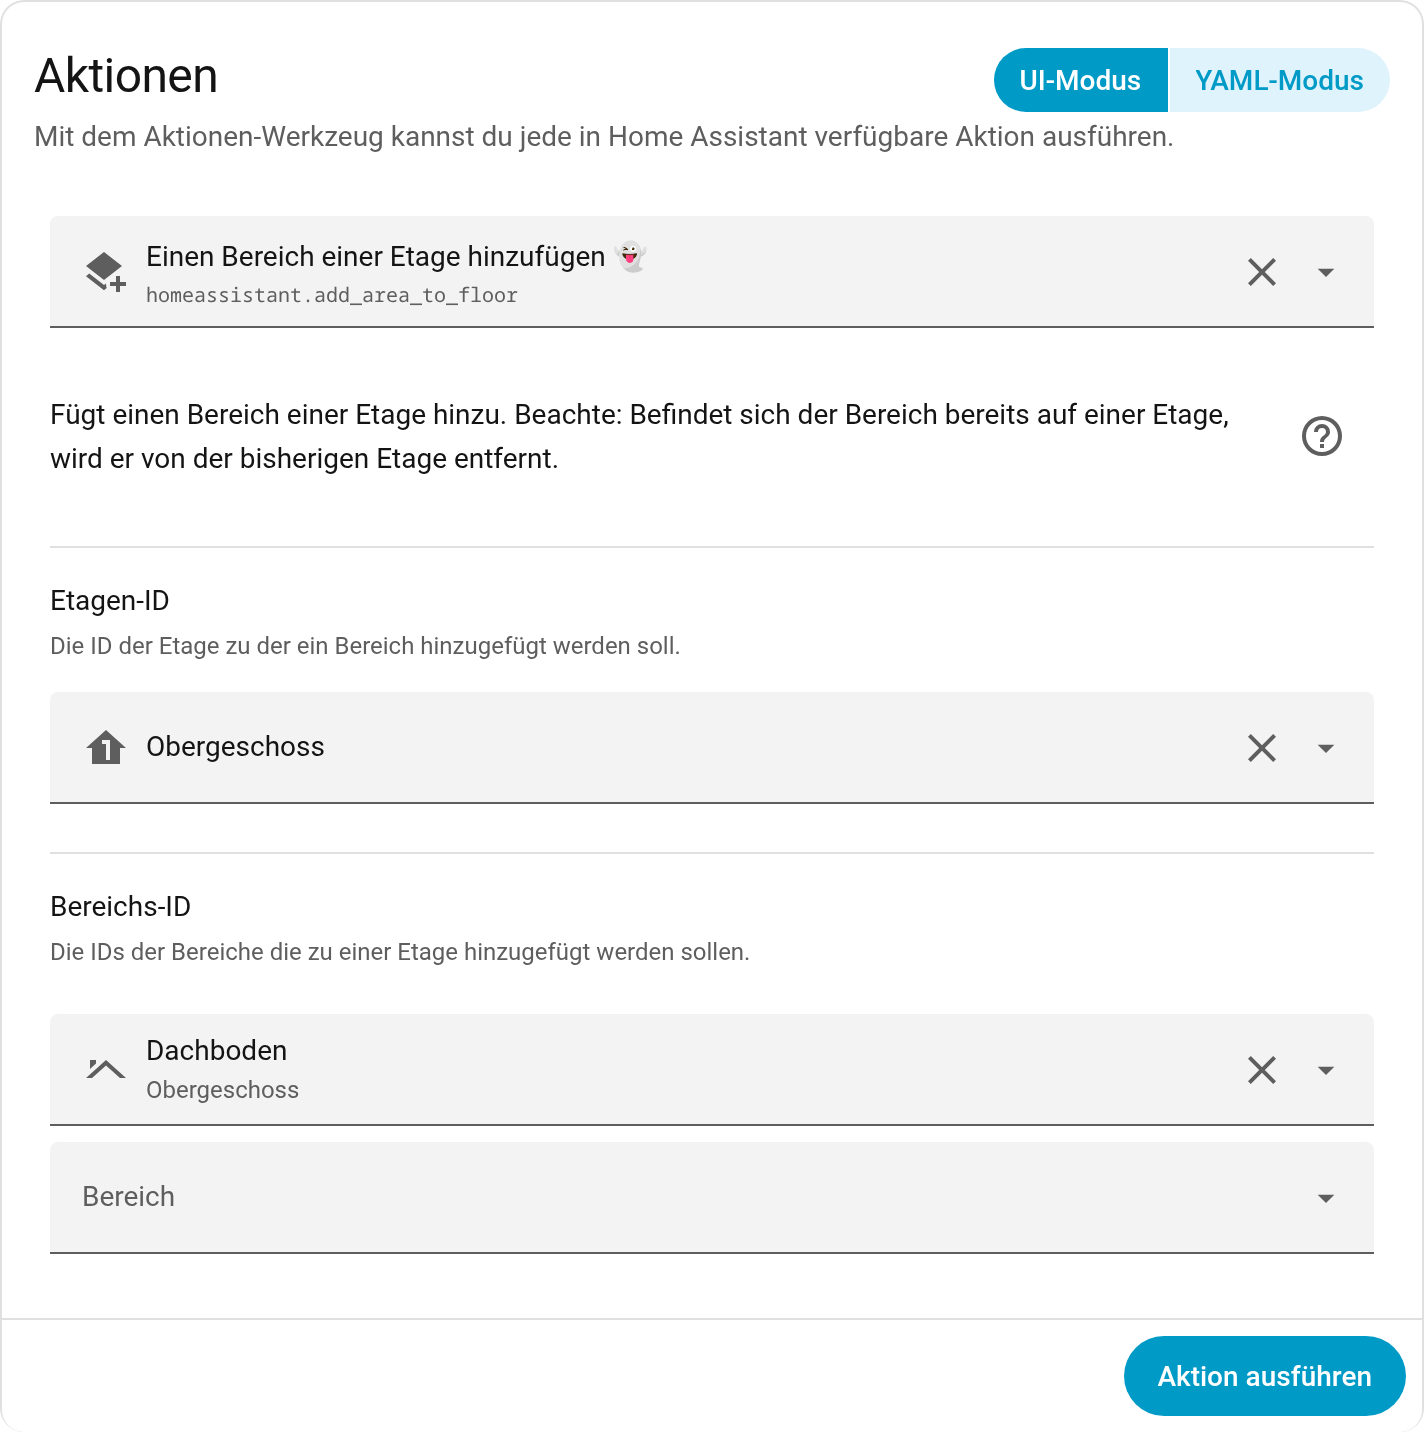 Aktionen
UI-Modus
YAML-Modus
Mit dem Aktionen-Werkzeug kannst du jede in Home Assistant verfügbare Aktion ausführen.
Einen Bereich einer Etage hinzufügen 👻
homeassistant.add_area_to_floor
Fügt einen Bereich einer Etage hinzu. Beachte: Befindet sich der Bereich bereits auf einer Etage,
wird er von der bisherigen Etage entfernt.
Etagen-ID
Die ID der Etage zu der ein Bereich hinzugefügt werden soll.
1
Obergeschoss
Bereichs-ID
Die IDs der Bereiche die zu einer Etage hinzugefügt werden sollen.
Dachboden
Obergeschoss
Bereich
Aktion ausführen